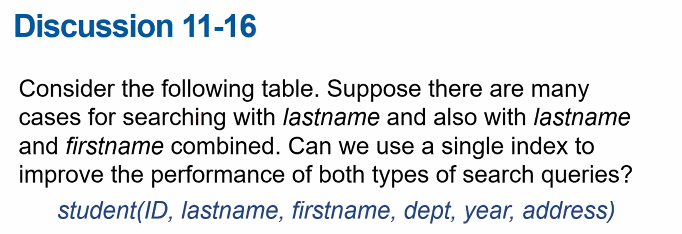 Discussion 11-16
Consider the following table. Suppose there are many
cases for searching with lastname and also with lastname
and firstname combined. Can we use a single index to
improve the performance of both types of search queries?
student(ID, lastname, firstname, dept, year, address)